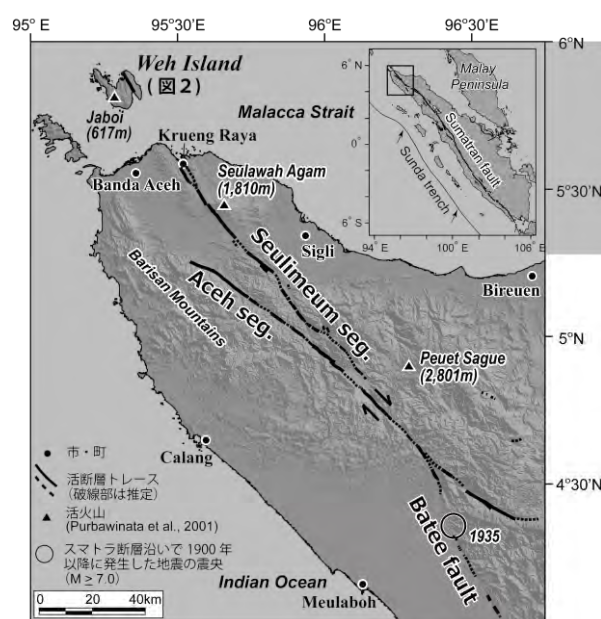 95°E
95°30'
96°00'
96°30'
6°N
5°30'
5°N
4°30'
Weh Island
(図2)
Jaboi
(617m)
Malacca Strait
Krueng Raya
Banda Aceh
Seulawah Agam
(1,810m)
Sigli
Bireuen
Barisan Mountains
Aceh seg.
Seulimeum seg.
Peuet Sague
(2,801m)
Calang
Batee fault
1935
Indian Ocean
Meulaboh
6°N
0°
6°S
94°E
100°E
106°E
Malay
Peninsula
Sumatran fault
Sunda trench
市・町
活断層トレース
(破線部は推定)
活火山
(Purbawinata et al., 2001)
スマトラ断層沿いで 1900 年
以降に発生した地震の震央
(M ≥ 7.0)
0 20 40km